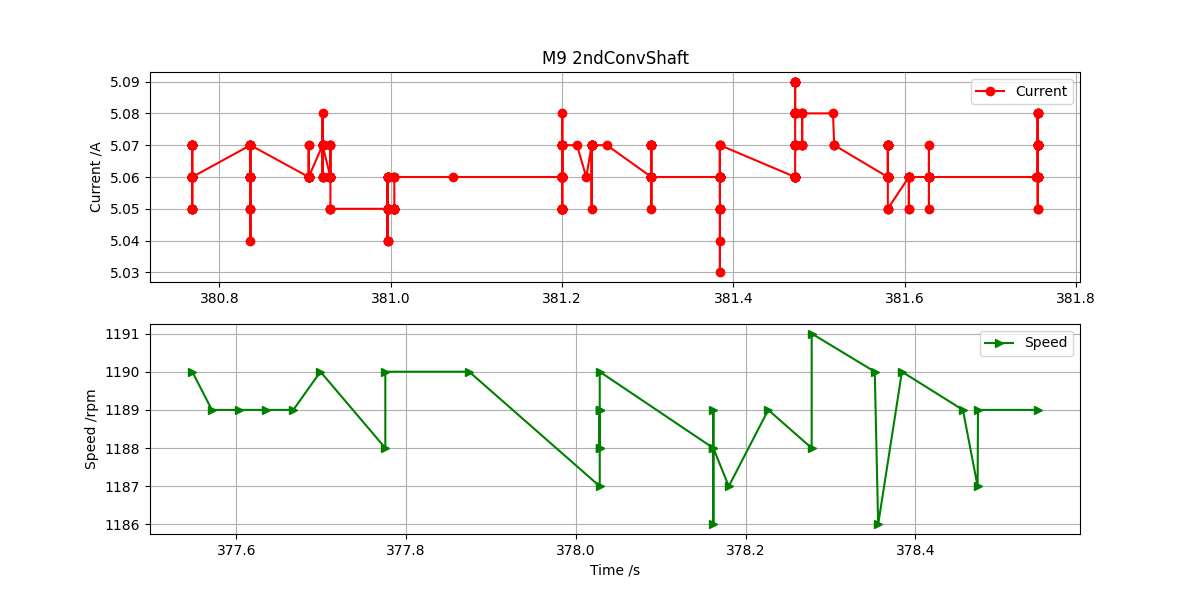 M9 2ndConvShaft
Current /A
5.09
5.08
5.07
5.06
5.05
5.04
5.03
Current
380.8 381.0 381.2 381.4 381.6 381.8
Speed /rpm
1191
1190
1189
1188
1187
1186
Speed
377.6 377.8 378.0 378.2 378.4
Time /s